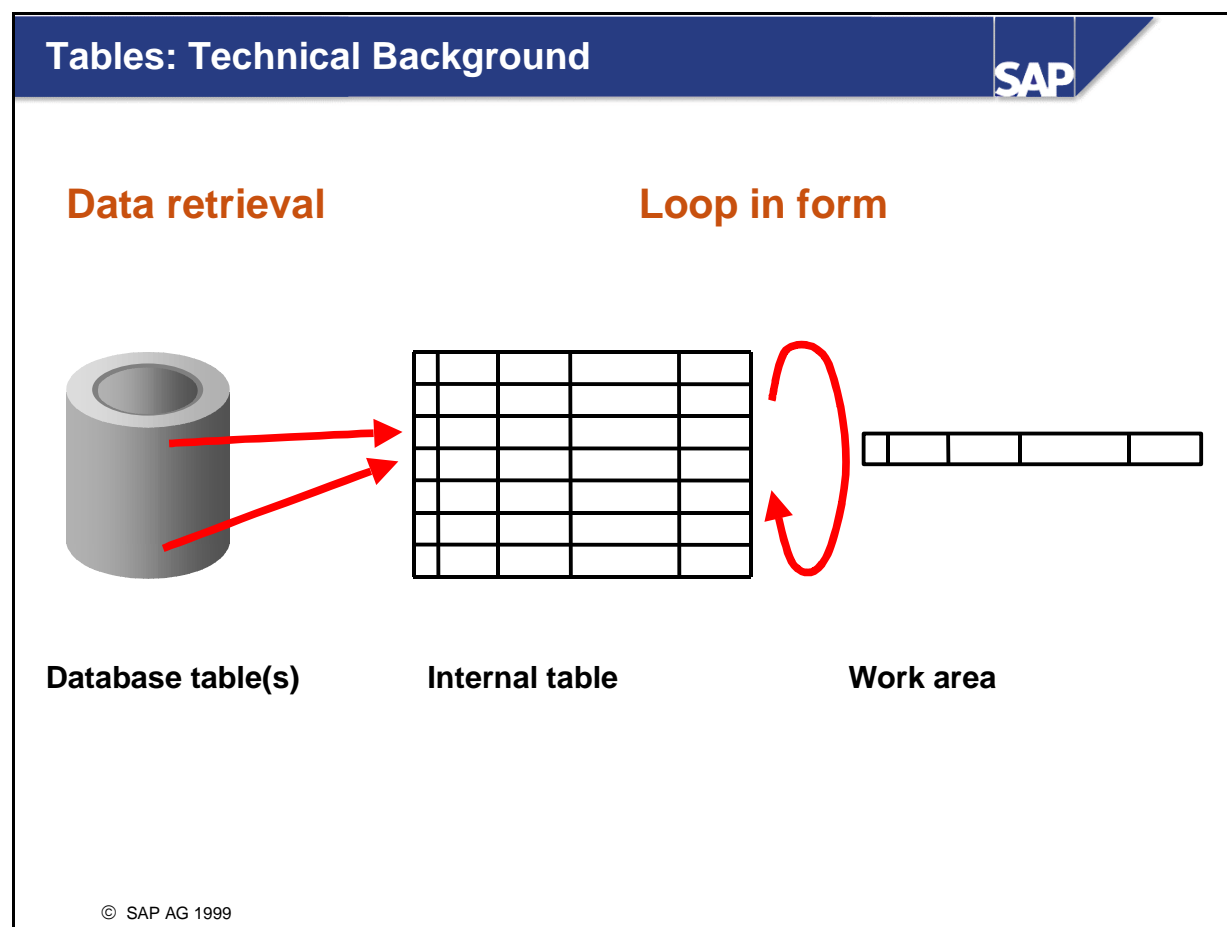 Tables: Technical Background
SAP
Data retrieval
Loop in form
Database table(s)
Internal table
Work area
© SAP AG 1999